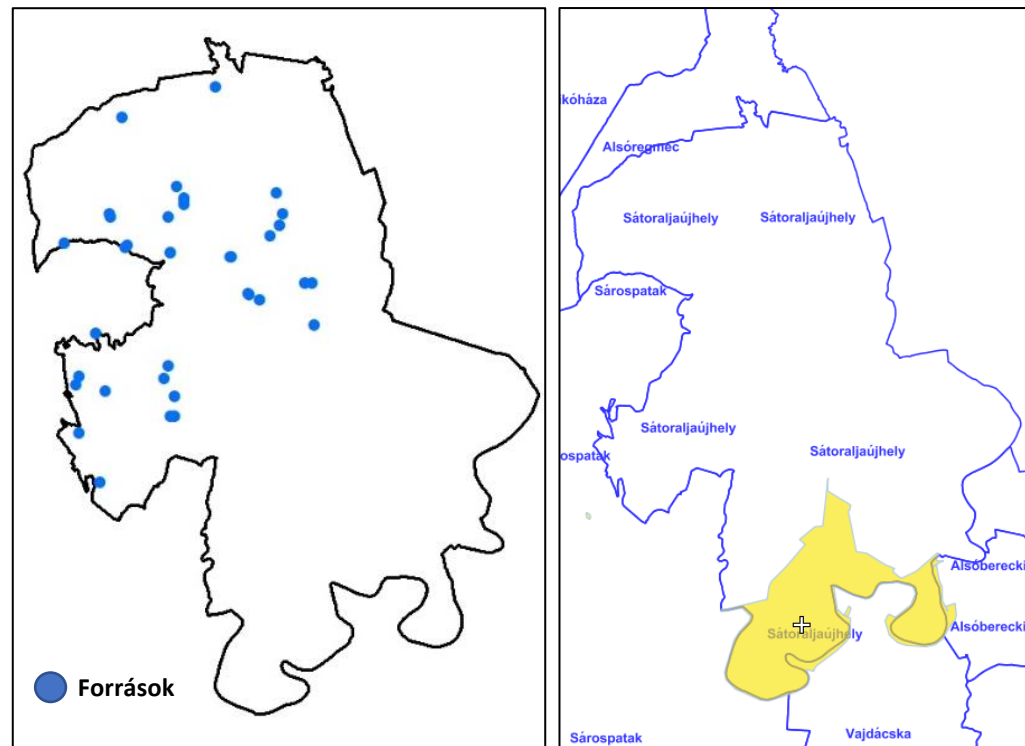 Források
kóháza
Alsóregmec
Sátoraljaújhely
Sátoraljaújhely
Sárospatak
Sátoraljaújhely
Sátoraljaújhely
ospatak
Alsóberecki
Sátoraljaújhely
Alsóberecki
Sárospatak
Vajdácska